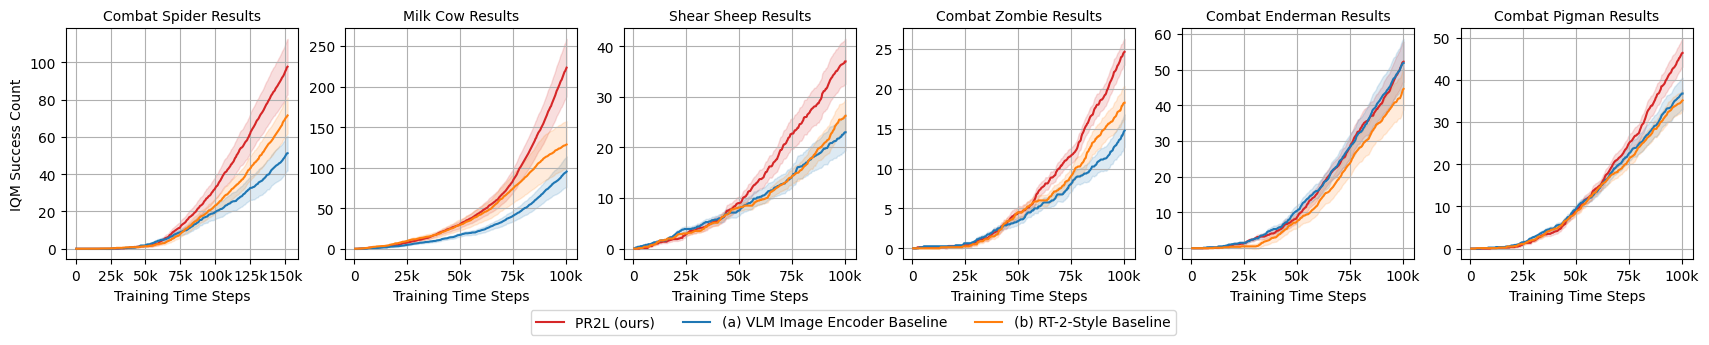 Combat Spider Results
Milk Cow Results
Shear Sheep Results
Combat Zombie Results
Combat Enderman Results
Combat Pigman Results
IQM Success Count
100
80
60
40
20
0
0 25k 50k 75k 100k 125k 150k
Training Time Steps
250
200
150
100
50
0
0 25k 50k 75k 100k
Training Time Steps
40
30
20
10
0
0 25k 50k 75k 100k
Training Time Steps
25
20
15
10
5
0
0 25k 50k 75k 100k
Training Time Steps
60
50
40
30
20
10
0
0 25k 50k 75k 100k
Training Time Steps
50
40
30
20
10
0
0 25k 50k 75k 100k
Training Time Steps
PR2L (ours) (a) VLM Image Encoder Baseline (b) RT-2-Style Baseline